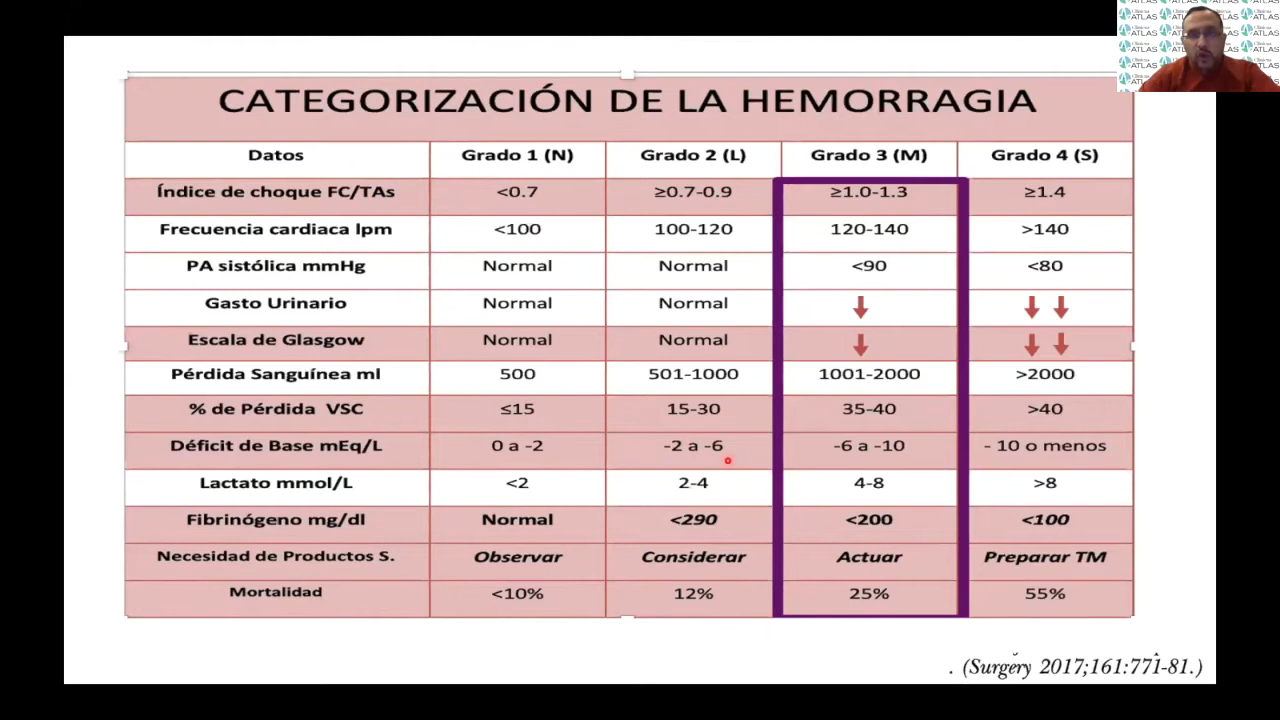 Clínicas
ATLAS
CATEGORIZACIÓN DE LA HEMORRAGIA
Datos Grado 1 (N) Grado 2 (L) Grado 3 (M) Grado 4 (S)
Índice de choque FC/TAs <0.7 ≥0.7-0.9 ≥1.0-1.3 ≥1.4
Frecuencia cardiaca lpm <100 100-120 120-140 >140
PA sistólica mmHg Normal Normal <90 <80
Gasto Urinario Normal Normal
Escala de Glasgow Normal Normal
Pérdida Sanguínea ml 500 501-1000 1001-2000 >2000
% de Pérdida VSC ≤15 15-30 35-40 >40
Déficit de Base mEq/L 0 a -2 -2 a -6 -6 a -10 - 10 o menos
Lactato mmol/L <2 2-4 4-8 >8
Fibrinógeno mg/dl Normal <290 <200 <100
Necesidad de Productos S. Observar Considerar Actuar Preparar TM
Mortalidad <10% 12% 25% 55%
. (Surgery 2017;161:771-81.)